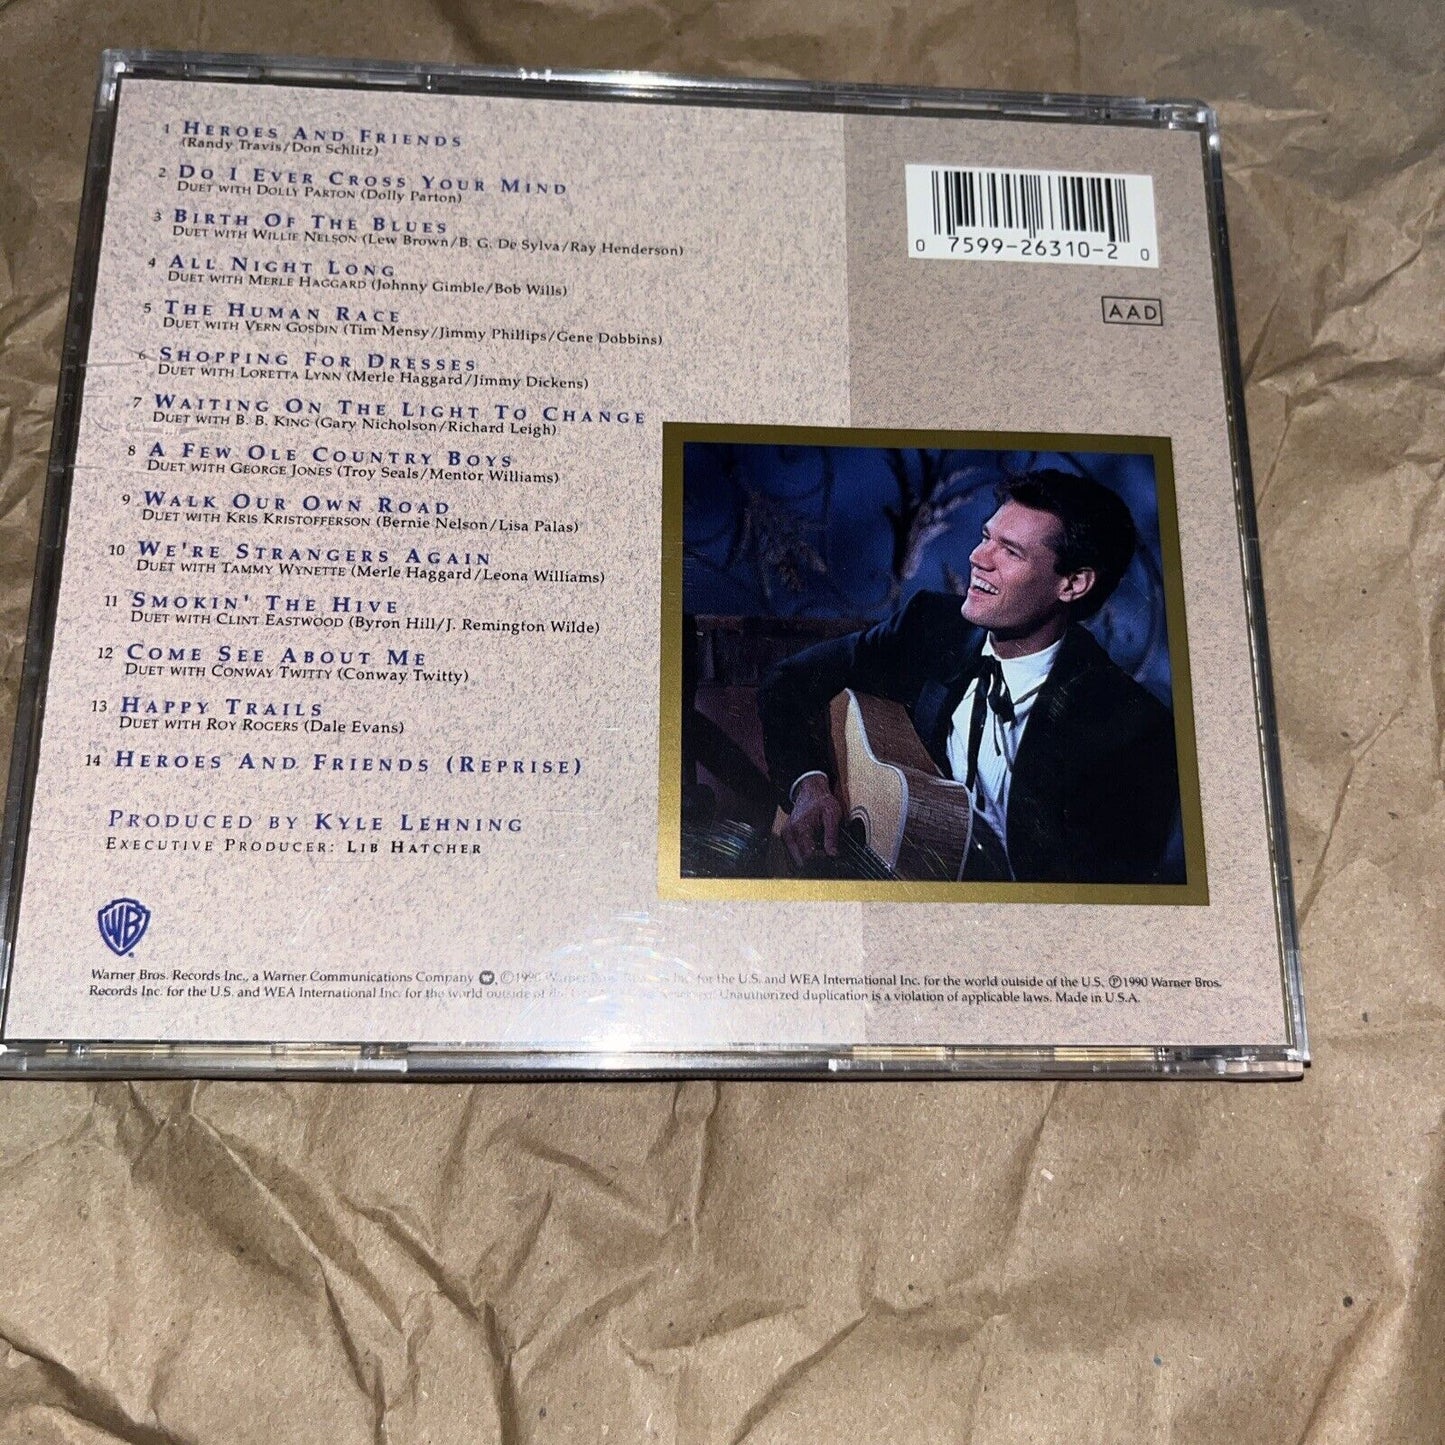 1 HEROES AND FRIENDS
(Randy Travis/Don Schlitz)
2 DO I EVER CROSS YOUR MIND
DUET WITH DOLLY PARTON (Dolly Parton)
3 BIRTH OF THE BLUES
DUET WITH WILLIE NELSON (Lew Brown/B. G. De Sylva/Ray Henderson)
4 ALL NIGHT LONG
DUET WITH MERLE HAGGARD (Johnny Gimble/Bob Wills)
5 THE HUMAN RACE
DUET WITH VERN GOSDIN (Tim Mensy/Jimmy Phillips/Gene Dobbins)
6 SHOPPING FOR DRESSES
DUET WITH LORETTA LYNN (Merle Haggard/Jimmy Dickens)
7 WAITING ON THE LIGHT TO CHANGE
DUET WITH B. B. KING (Gary Nicholson/Richard Leigh)
8 A FEW OLE COUNTRY BOYS
DUET WITH GEORGE JONES (Troy Seals/Mentor Williams)
9 WALK OUR OWN ROAD
DUET WITH KRIS KRISTOFFERSON (Bernie Nelson/Lisa Palas)
10 WE'RE STRANGERS AGAIN
DUET WITH TAMMY WYNETTE (Merle Haggard/Leona Williams)
11 SMOKIN' THE HIVE
DUET WITH CLINT EASTWOOD (Byron Hill/J. Remington Wilde)
12 COME SEE ABOUT ME
DUET WITH CONWAY TWITTY (Conway Twitty)
13 HAPPY TRAILS
DUET WITH ROY ROGERS (Dale Evans)
14 HEROES AND FRIENDS (REPRISE)
PRODUCED BY KYLE LEHNING
EXECUTIVE PRODUCER: LIB HATCHER
0 7599-26310-2 0
AAD
WB
Warner Bros. Records Inc., a Warner Communications Company, ©1990 Warner Bros. Inc. for the U.S. and WEA International Inc. for the world outside of the U.S. ℗1990 Warner Bros.
Records Inc. for the U.S. and WEA International Inc. for the world outside of Unauthorized duplication is a violation of applicable laws. Made in U.S.A.